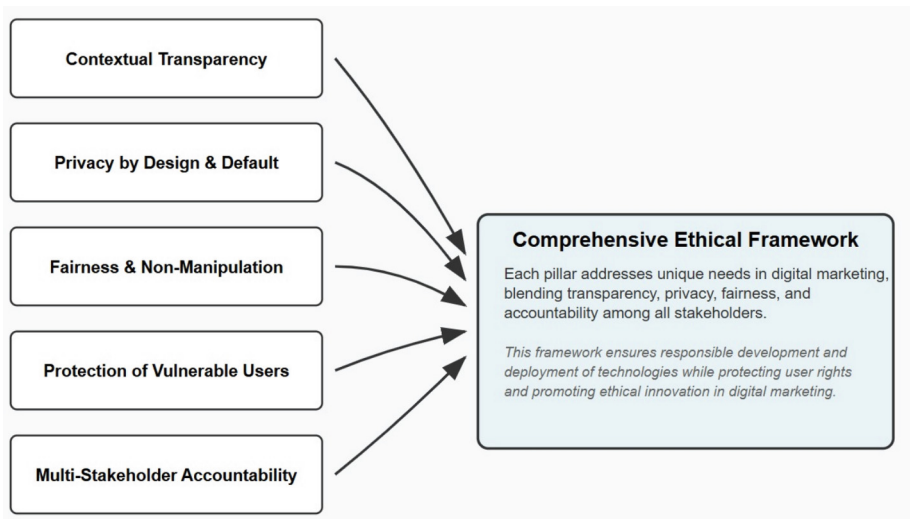 Contextual Transparency
Privacy by Design & Default
Fairness & Non-Manipulation
Protection of Vulnerable Users
Multi-Stakeholder Accountability
Comprehensive Ethical Framework
Each pillar addresses unique needs in digital marketing,
blending transparency, privacy, fairness, and
accountability among all stakeholders.
This framework ensures responsible development and
deployment of technologies while protecting user rights
and promoting ethical innovation in digital marketing.